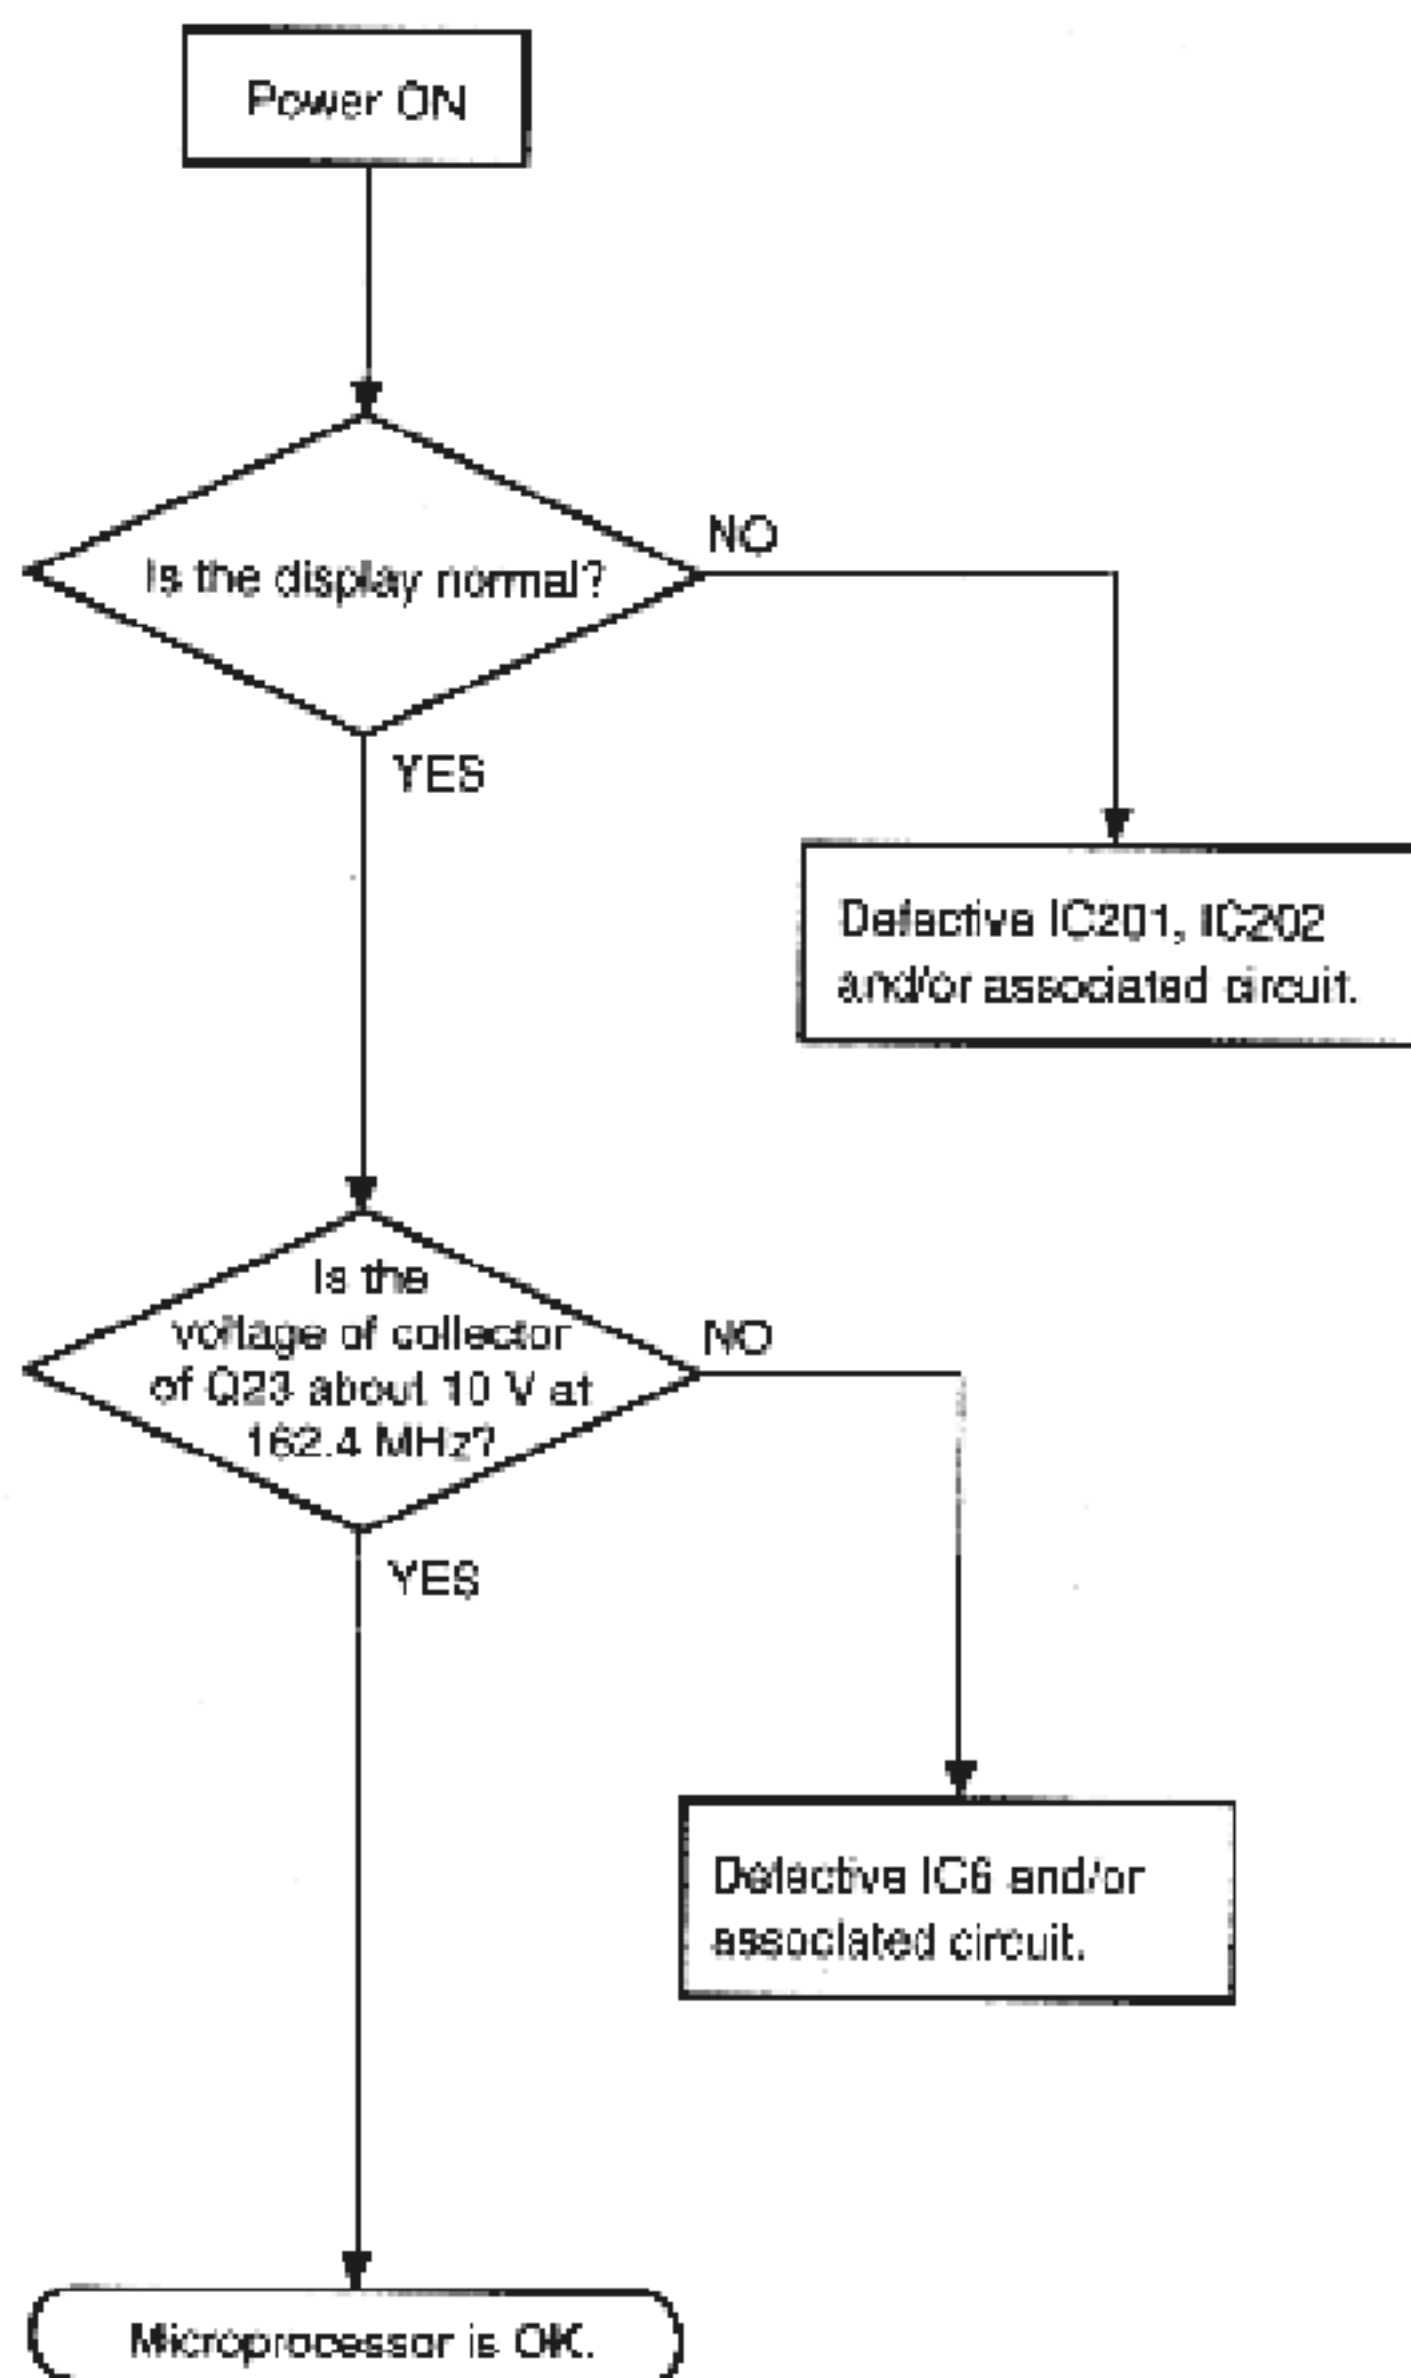 Power ON
Is the display normal?
NO
YES
Defective IC201, IC202
and/or associated circuit.
Is the
voltage of collector
of Q23 about 10 V at
162.4 MHz?
NO
YES
Defective IC6 and/or
associated circuit.
Microprocessor is OK.